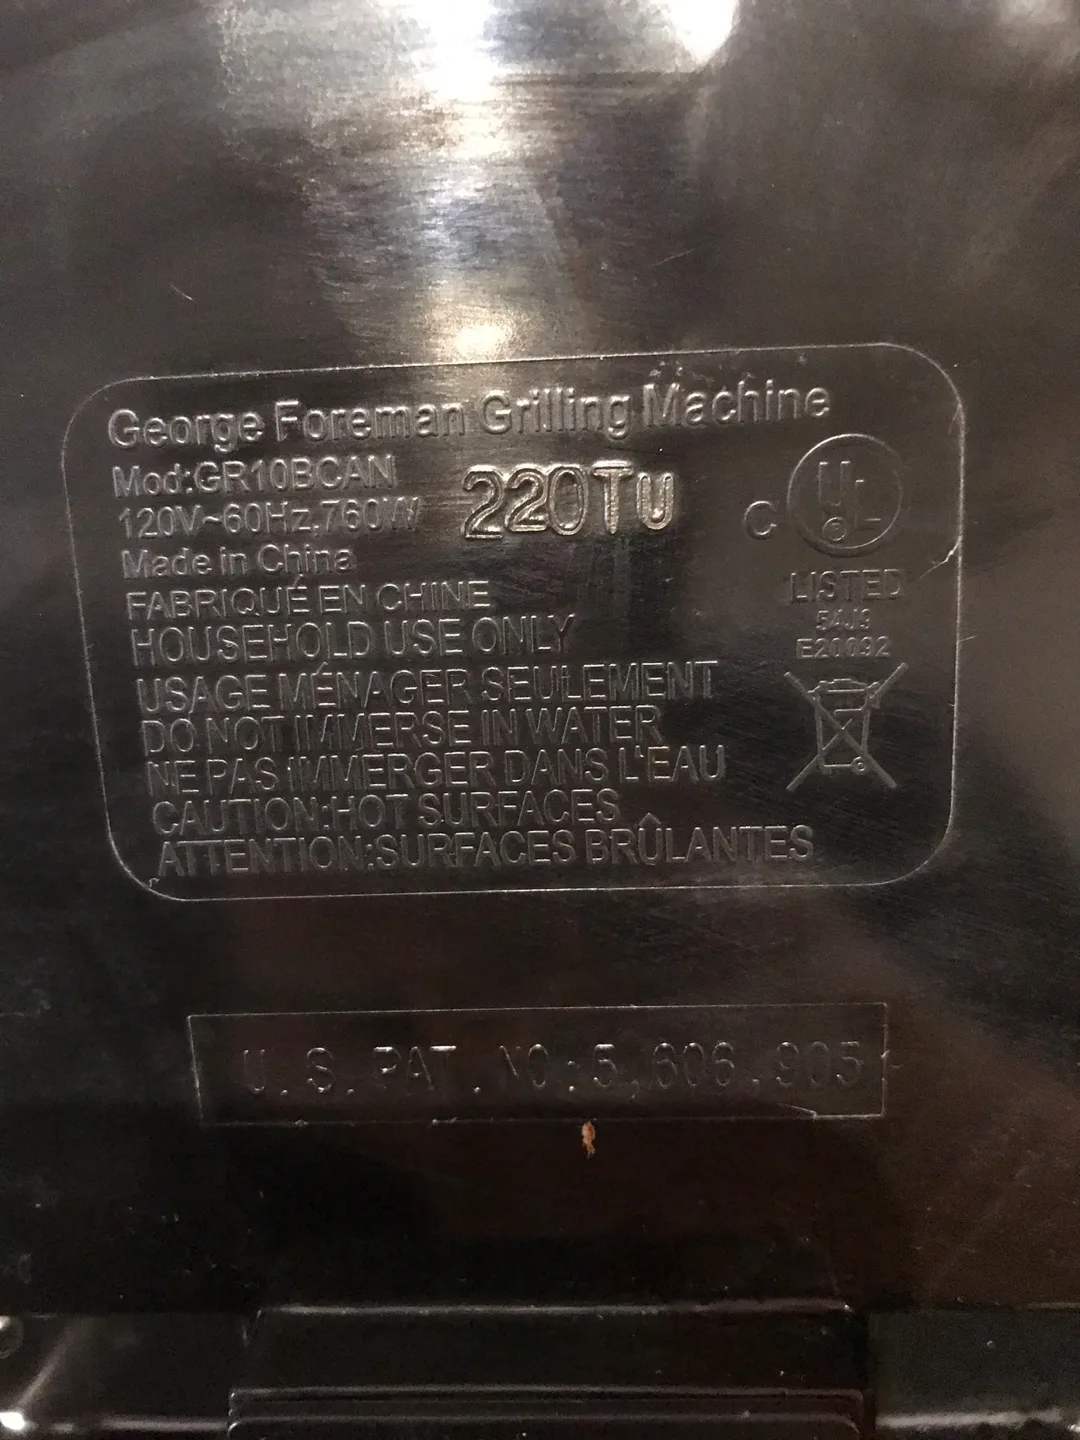 George Foreman Grilling Machine
Mod:GR10BCAN
120V~60Hz,760W
220TU
Made in China
FABRIQUÉ EN CHINE
HOUSEHOLD USE ONLY
USAGE MÉNAGER SEULEMENT
DO NOT IMMERSE IN WATER
NE PAS IMMERGER DANS L'EAU
CAUTION:HOT SURFACES
ATTENTION:SURFACES BRÛLANTES
C UL
LISTED
54J9
E20092
U.S. PAT. NO:5,606,905